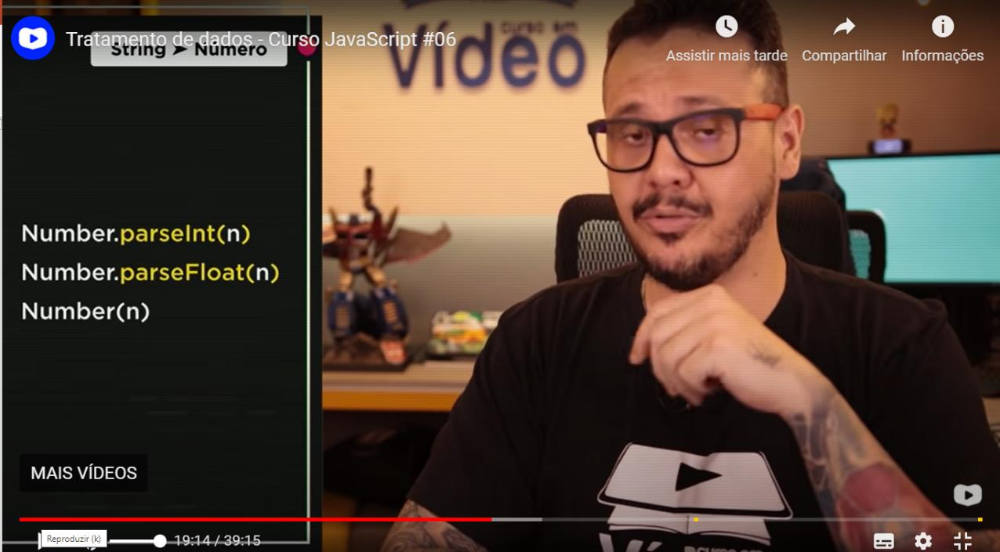 Tratamento de dados - Curso JavaScript #06
String ➤ Número
curso em
Vídeo
Assistir mais tarde
Compartilhar
Informações
Number.parseInt(n)
Number.parseFloat(n)
Number(n)
MAIS VÍDEOS
Reproduzir (k)
19:14 / 39:15